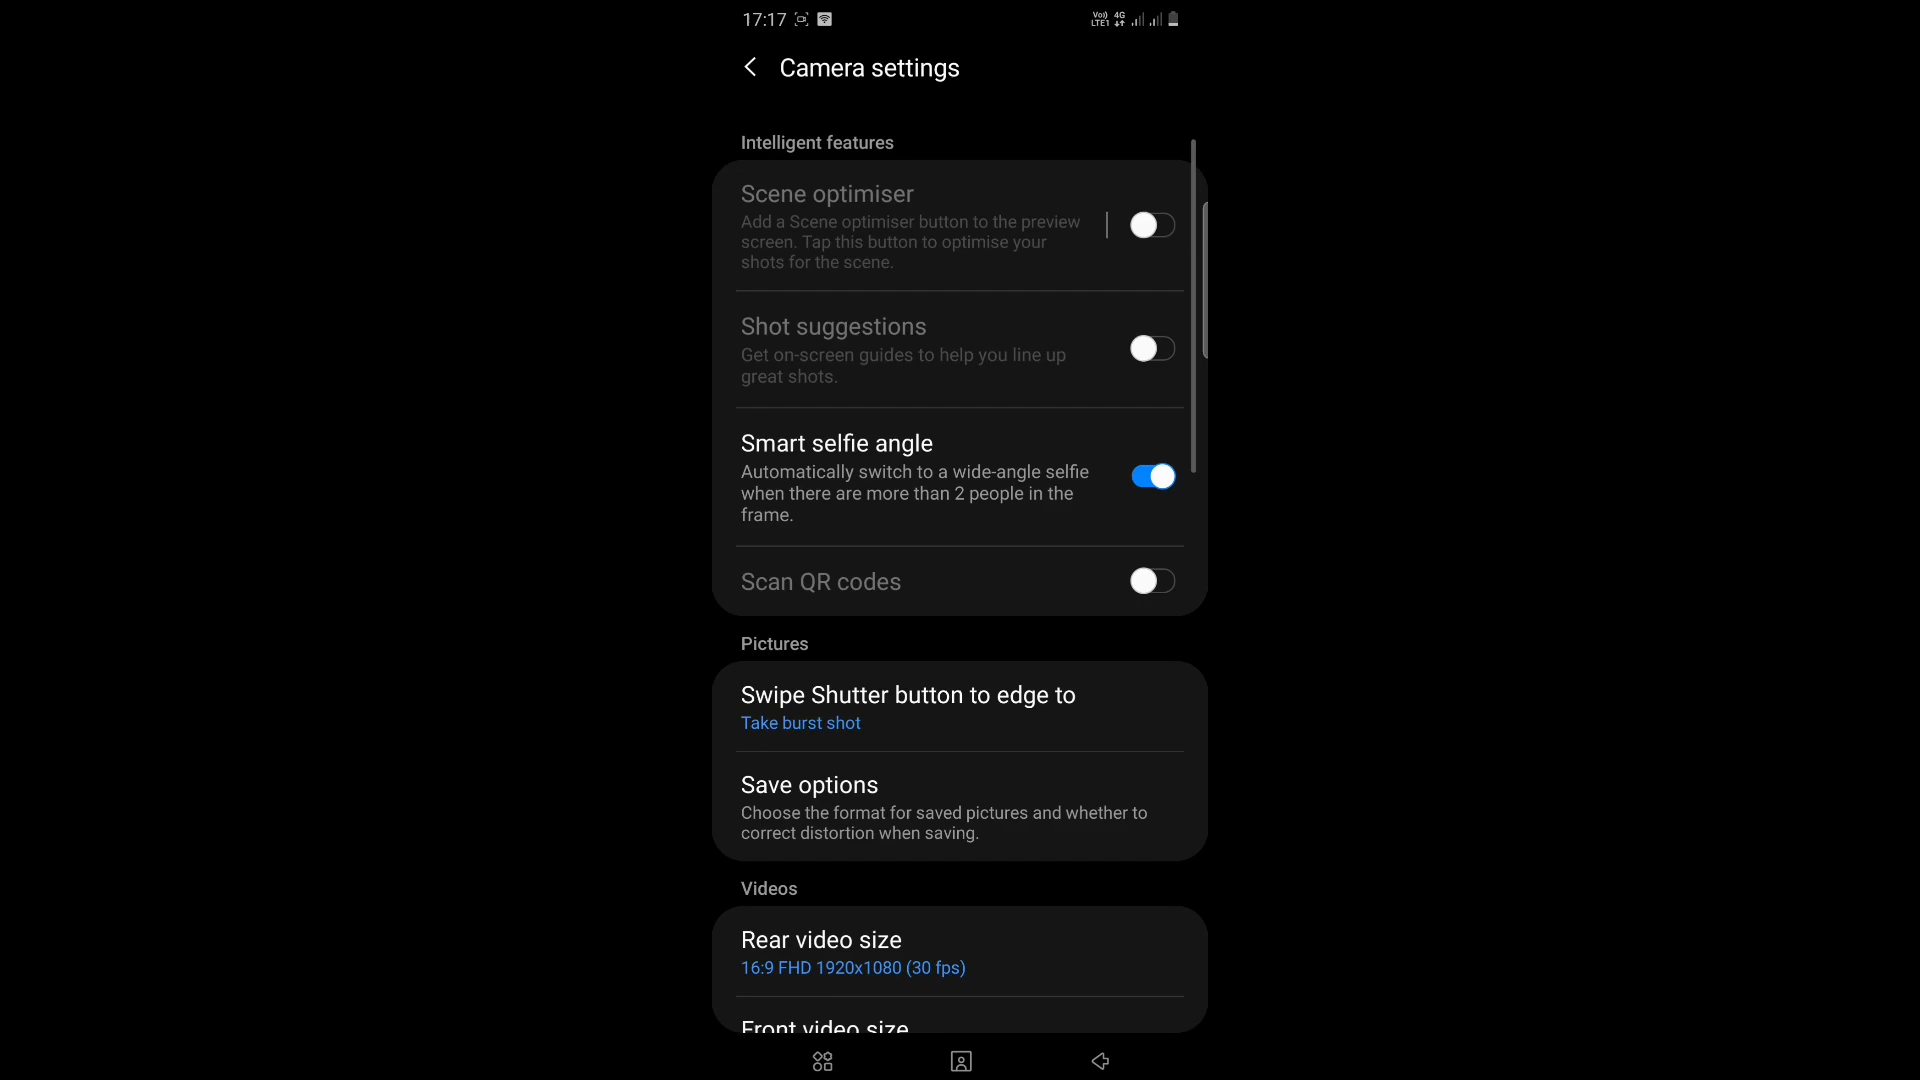 17:17
Vo)) 4G
LTE1
Camera settings
Intelligent features
Scene optimiser
Add a Scene optimiser button to the preview
screen. Tap this button to optimise your
shots for the scene.
Shot suggestions
Get on-screen guides to help you line up
great shots.
Smart selfie angle
Automatically switch to a wide-angle selfie
when there are more than 2 people in the
frame.
Scan QR codes
Pictures
Swipe Shutter button to edge to
Take burst shot
Save options
Choose the format for saved pictures and whether to
correct distortion when saving.
Videos
Rear video size
16:9 FHD 1920x1080 (30 fps)
Front video size